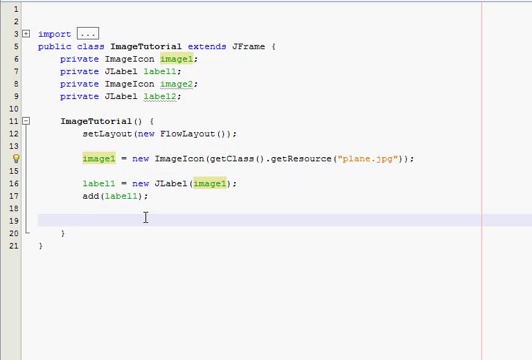 1
2
3 import ...
5 public class ImageTutorial extends JFrame {
6 private ImageIcon image1;
7 private JLabel label1;
8 private ImageIcon image2;
9 private JLabel label2;
10
11 ImageTutorial() {
12 setLayout(new FlowLayout());
13
image1 = new ImageIcon(getClass().getResource("plane.jpg"));
15
16 label1 = new JLabel(image1);
17 add(label1);
18
19
20 }
21 }